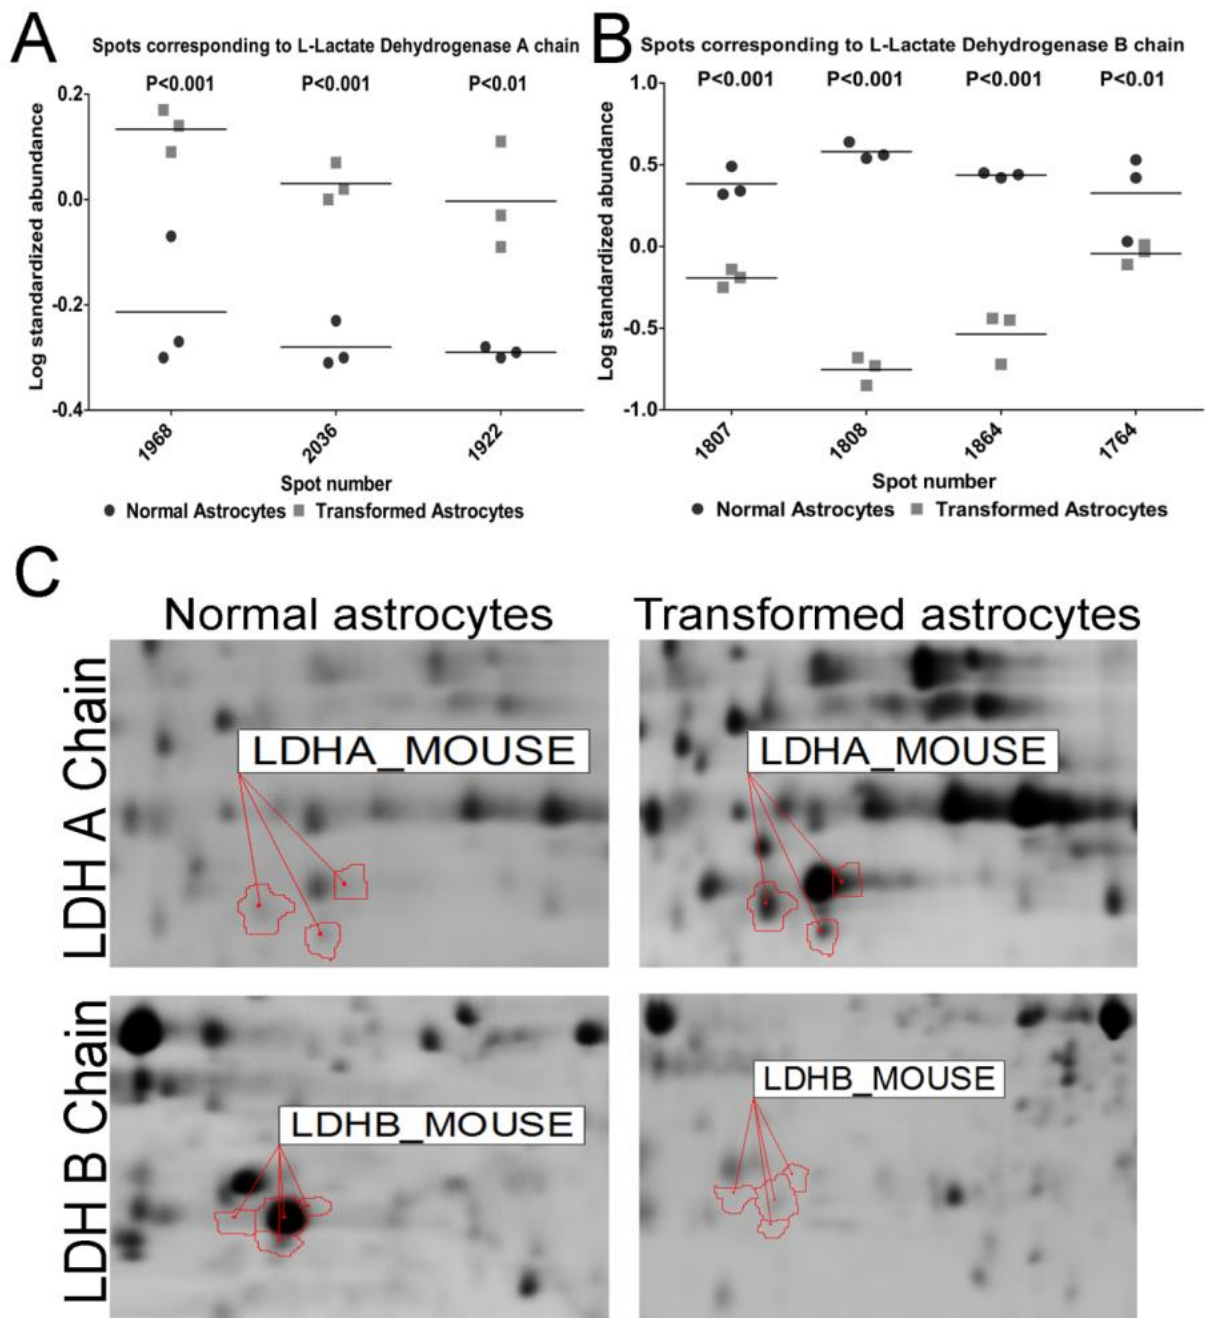 A
Spots corresponding to L-Lactate Dehydrogenase A chain
P<0.001 P<0.001 P<0.01
Log standardized abundance
0.2
0.0
-0.2
-0.4
1968 2036 1922
Spot number
Normal Astrocytes Transformed Astrocytes
B
Spots corresponding to L-Lactate Dehydrogenase B chain
P<0.001 P<0.001 P<0.001 P<0.01
Log standardized abundance
1.0
0.5
0.0
-0.5
-1.0
1807 1808 1864 1764
Spot number
Normal Astrocytes Transformed Astrocytes
C
Normal astrocytes Transformed astrocytes
LDH A Chain
LDHA_MOUSE LDHA_MOUSE
LDH B Chain
LDHB_MOUSE LDHB_MOUSE